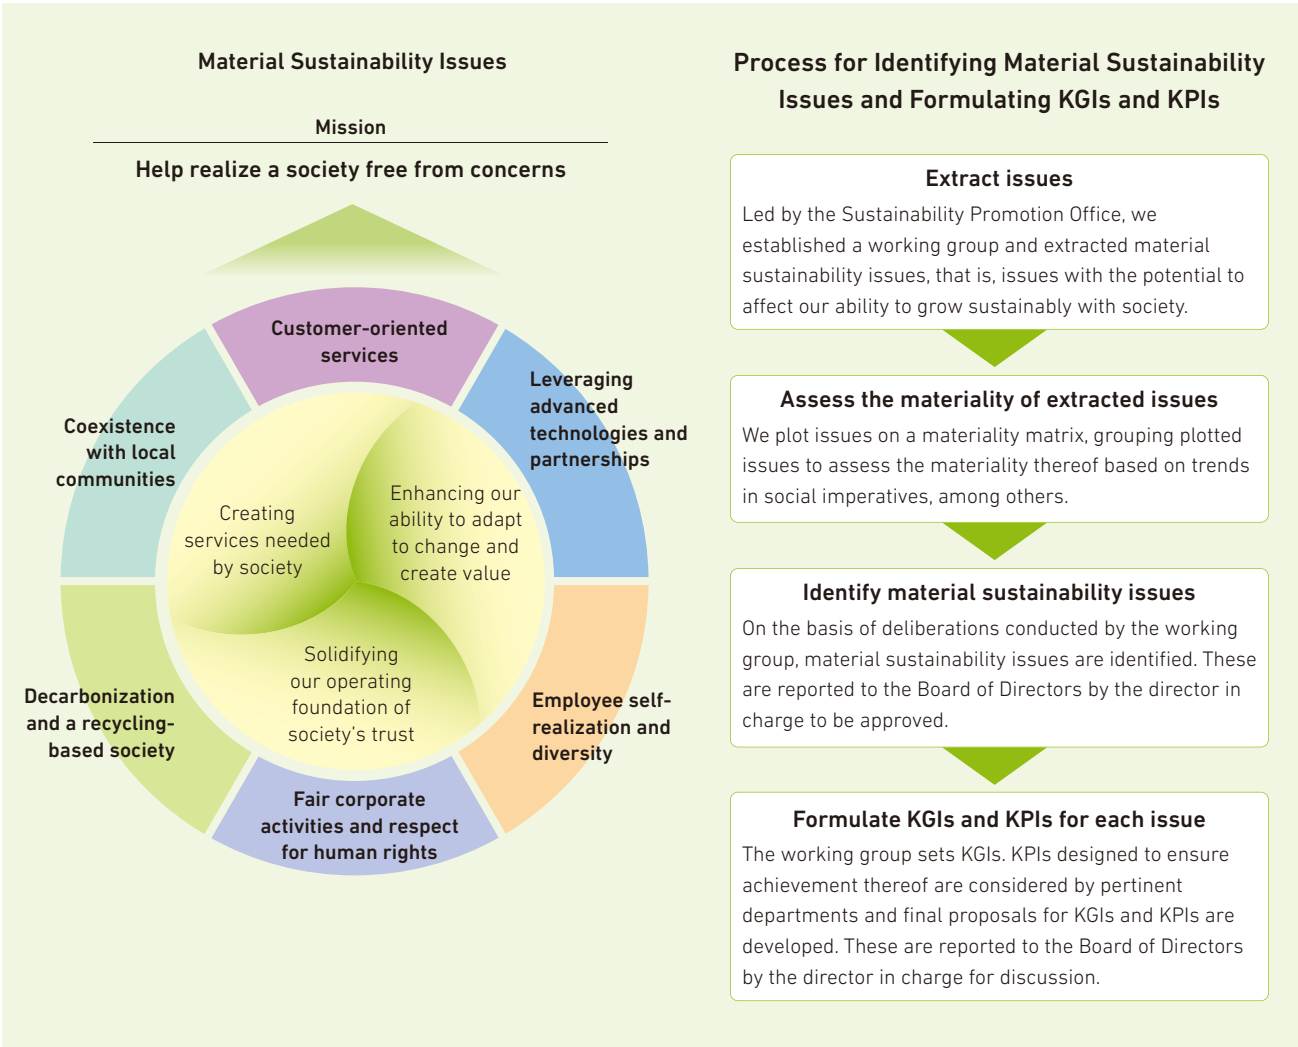 Material Sustainability Issues
Mission
Help realize a society free from concerns
Customer-oriented
services
Leveraging
advanced
technologies and
partnerships
Coexistence
with local
communities
Creating
services needed
by society
Enhancing our
ability to adapt
to change and
create value
Solidifying
our operating
foundation of
society's trust
Decarbonization
and a recycling-
based society
Employee self-
realization and
diversity
Fair corporate
activities and respect
for human rights
Process for Identifying Material Sustainability
Issues and Formulating KGIs and KPIs
Extract issues
Led by the Sustainability Promotion Office, we
established a working group and extracted material
sustainability issues, that is, issues with the potential to
affect our ability to grow sustainably with society.
Assess the materiality of extracted issues
We plot issues on a materiality matrix, grouping plotted
issues to assess the materiality thereof based on trends
in social imperatives, among others.
Identify material sustainability issues
On the basis of deliberations conducted by the working
group, material sustainability issues are identified. These
are reported to the Board of Directors by the director in
charge to be approved.
Formulate KGIs and KPIs for each issue
The working group sets KGIs. KPIs designed to ensure
achievement thereof are considered by pertinent
departments and final proposals for KGIs and KPIs are
developed. These are reported to the Board of Directors
by the director in charge for discussion.